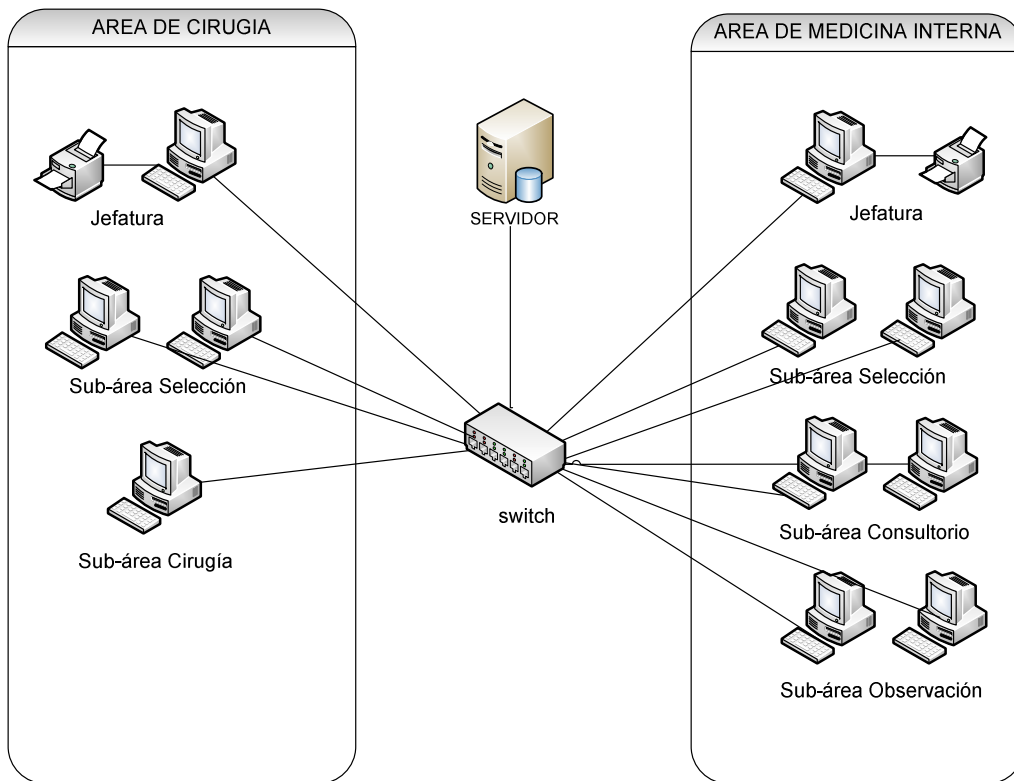 AREA DE CIRUGIA
Jefatura
Sub-área Selección
Sub-área Cirugía
SERVIDOR
switch
AREA DE MEDICINA INTERNA
Jefatura
Sub-área Selección
Sub-área Consultorio
Sub-área Observación